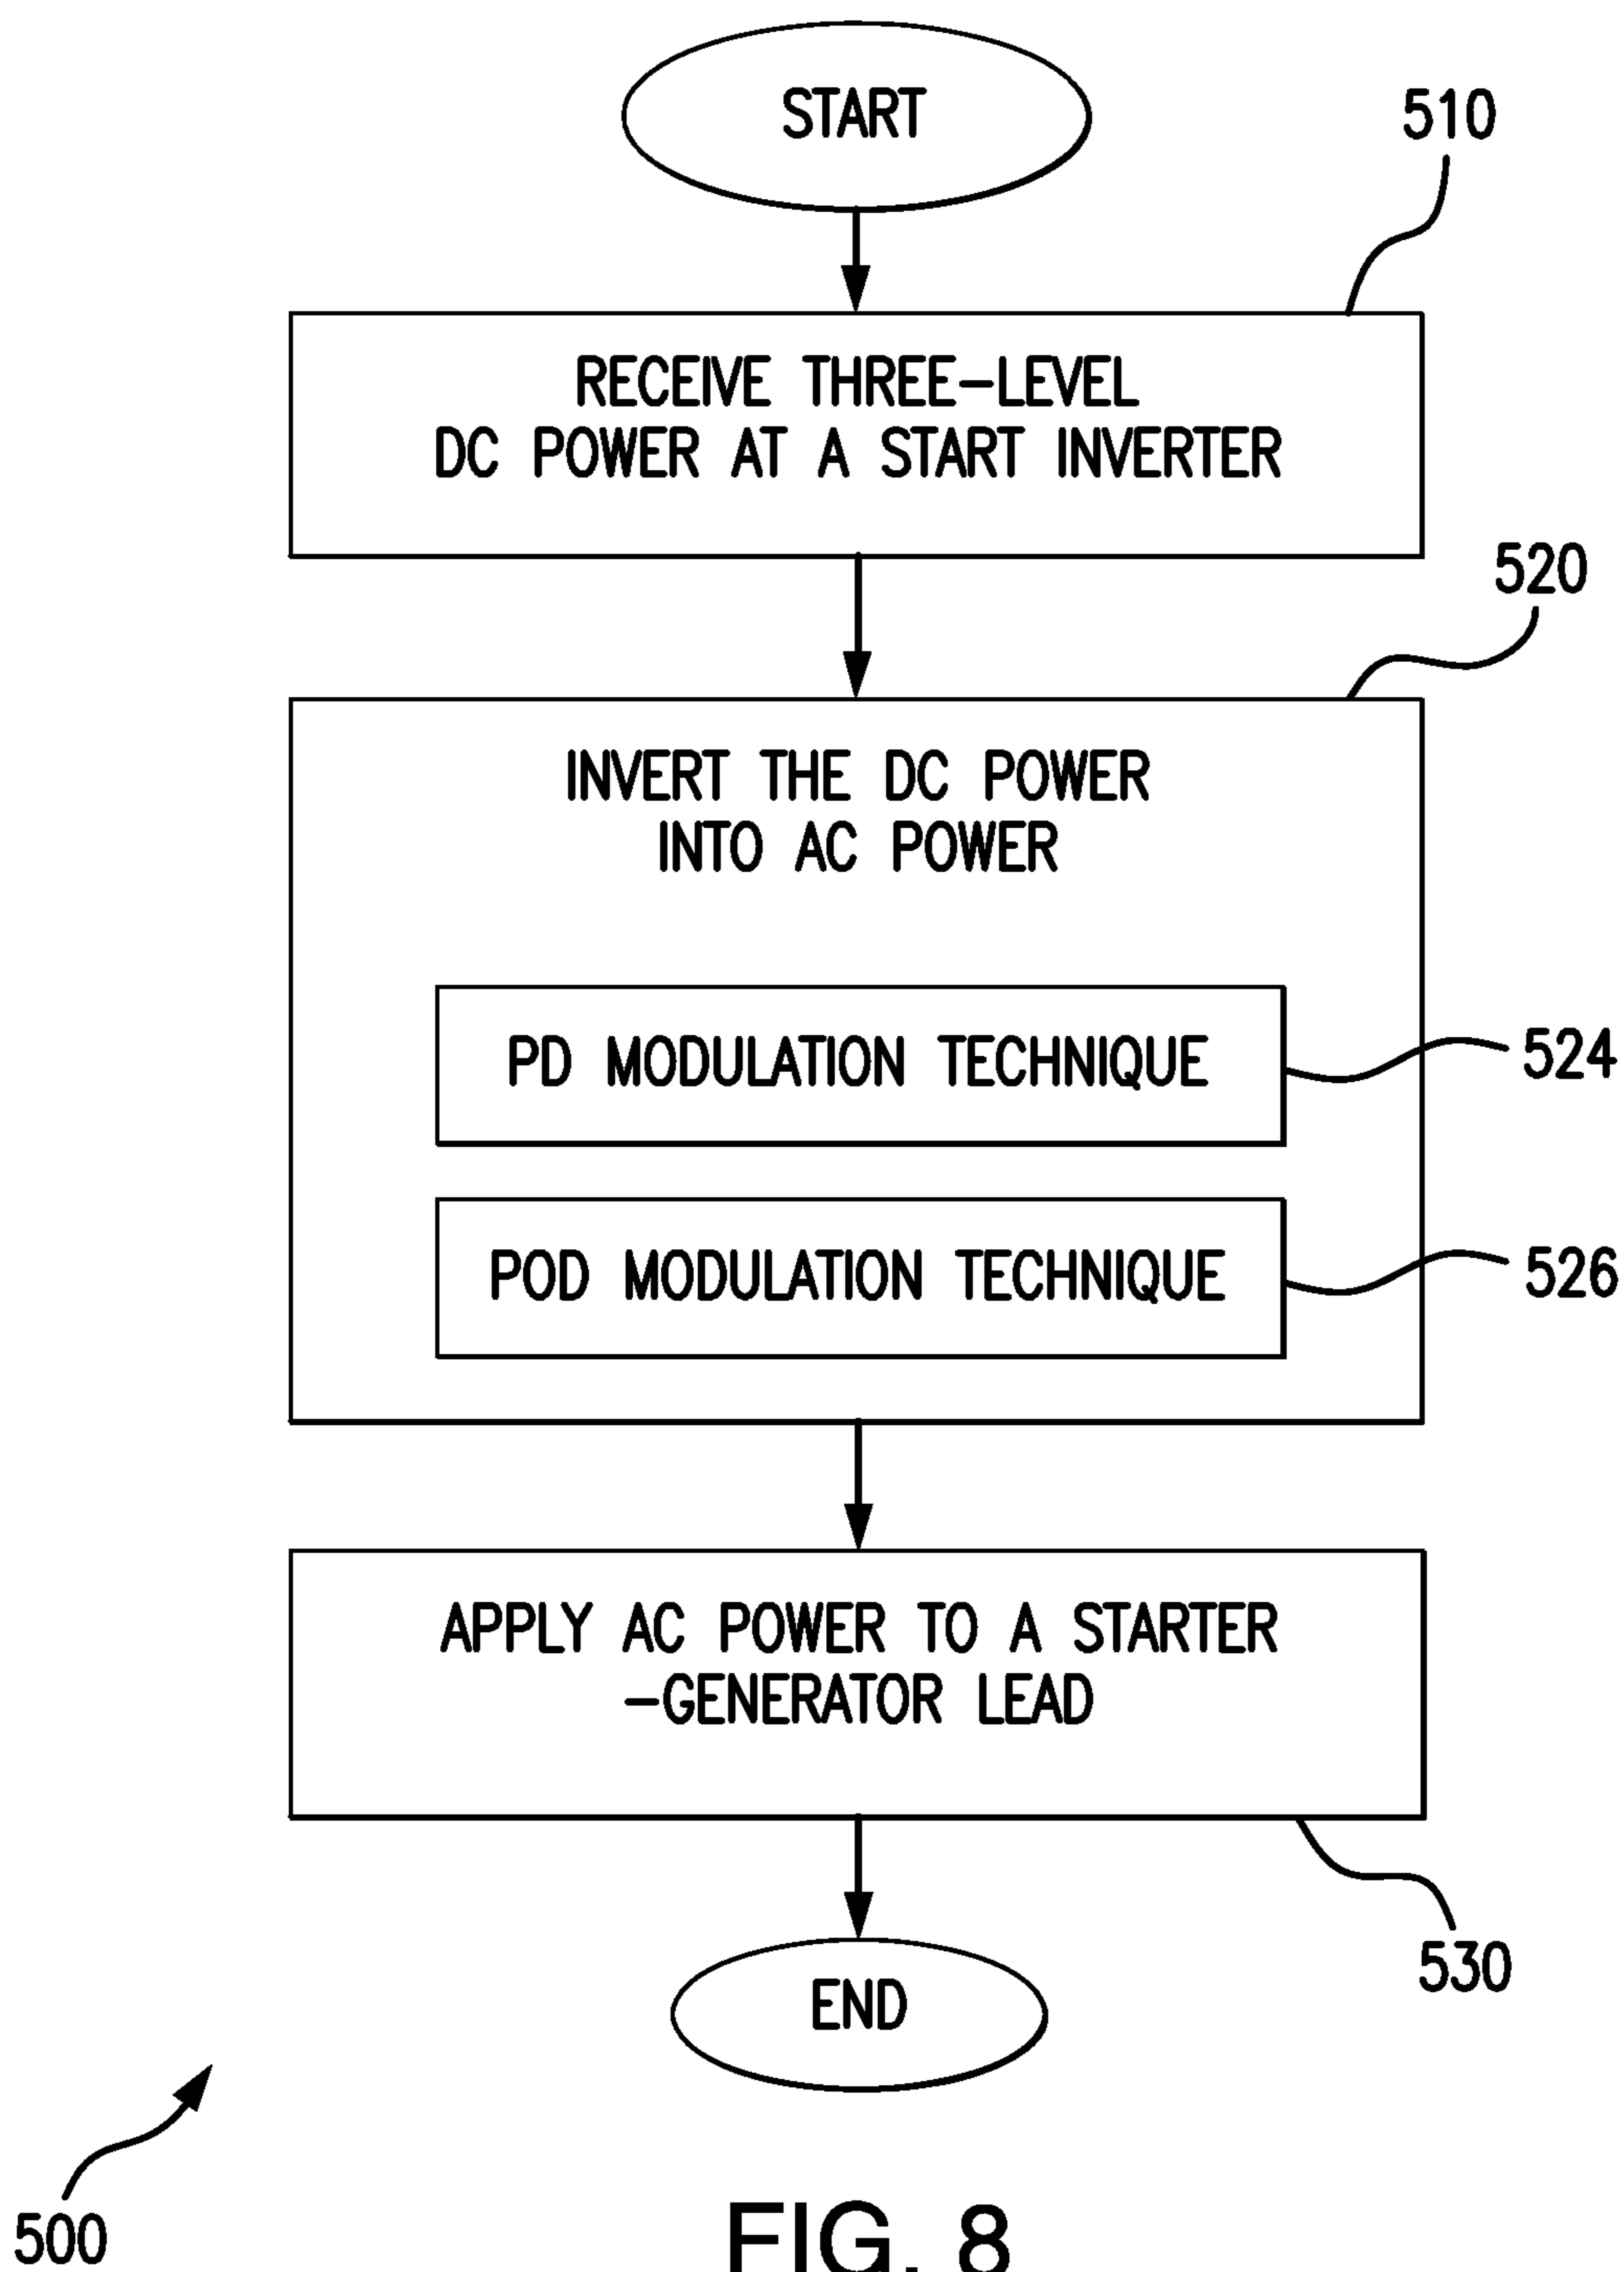 START
510
RECEIVE THREE-LEVEL
DC POWER AT A START INVERTER
520
INVERT THE DC POWER
INTO AC POWER
PD MODULATION TECHNIQUE
524
POD MODULATION TECHNIQUE
526
APPLY AC POWER TO A STARTER
-GENERATOR LEAD
530
END
500
FIG. 8